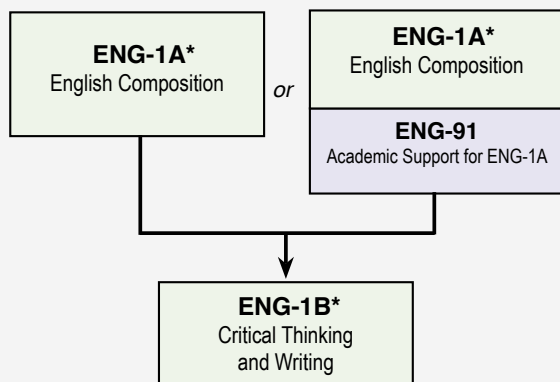 ENG-1A*
English Composition
or
ENG-1A*
English Composition
ENG-91
Academic Support for ENG-1A
ENG-1B*
Critical Thinking
and Writing